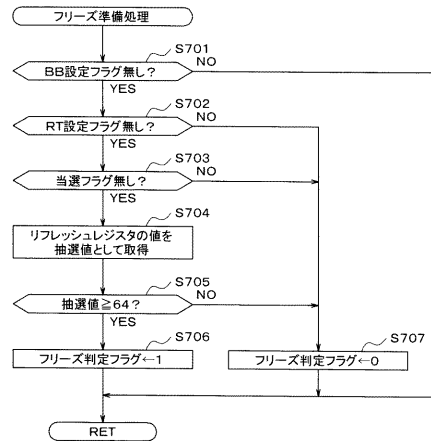 フリーズ準備処理
S701
BB設定フラグ無し？
NO
YES
S702
RT設定フラグ無し？
NO
YES
S703
当選フラグ無し？
NO
YES
S704
リフレッシュレジスタの値を
抽選値として取得
S705
抽選値≧64？
NO
YES
S706
フリーズ判定フラグ←1
S707
フリーズ判定フラグ←0
RET